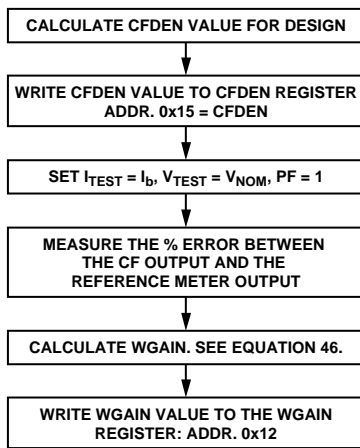 CALCULATE CFDEN VALUE FOR DESIGN
WRITE CFDEN VALUE TO CFDEN REGISTER
ADDR. 0x15 = CFDEN
SET ITEST = Ib, VTEST = VNOM, PF = 1
MEASURE THE % ERROR BETWEEN
THE CF OUTPUT AND THE
REFERENCE METER OUTPUT
CALCULATE WGAIN. SEE EQUATION 46.
WRITE WGAIN VALUE TO THE WGAIN
REGISTER: ADDR. 0x12